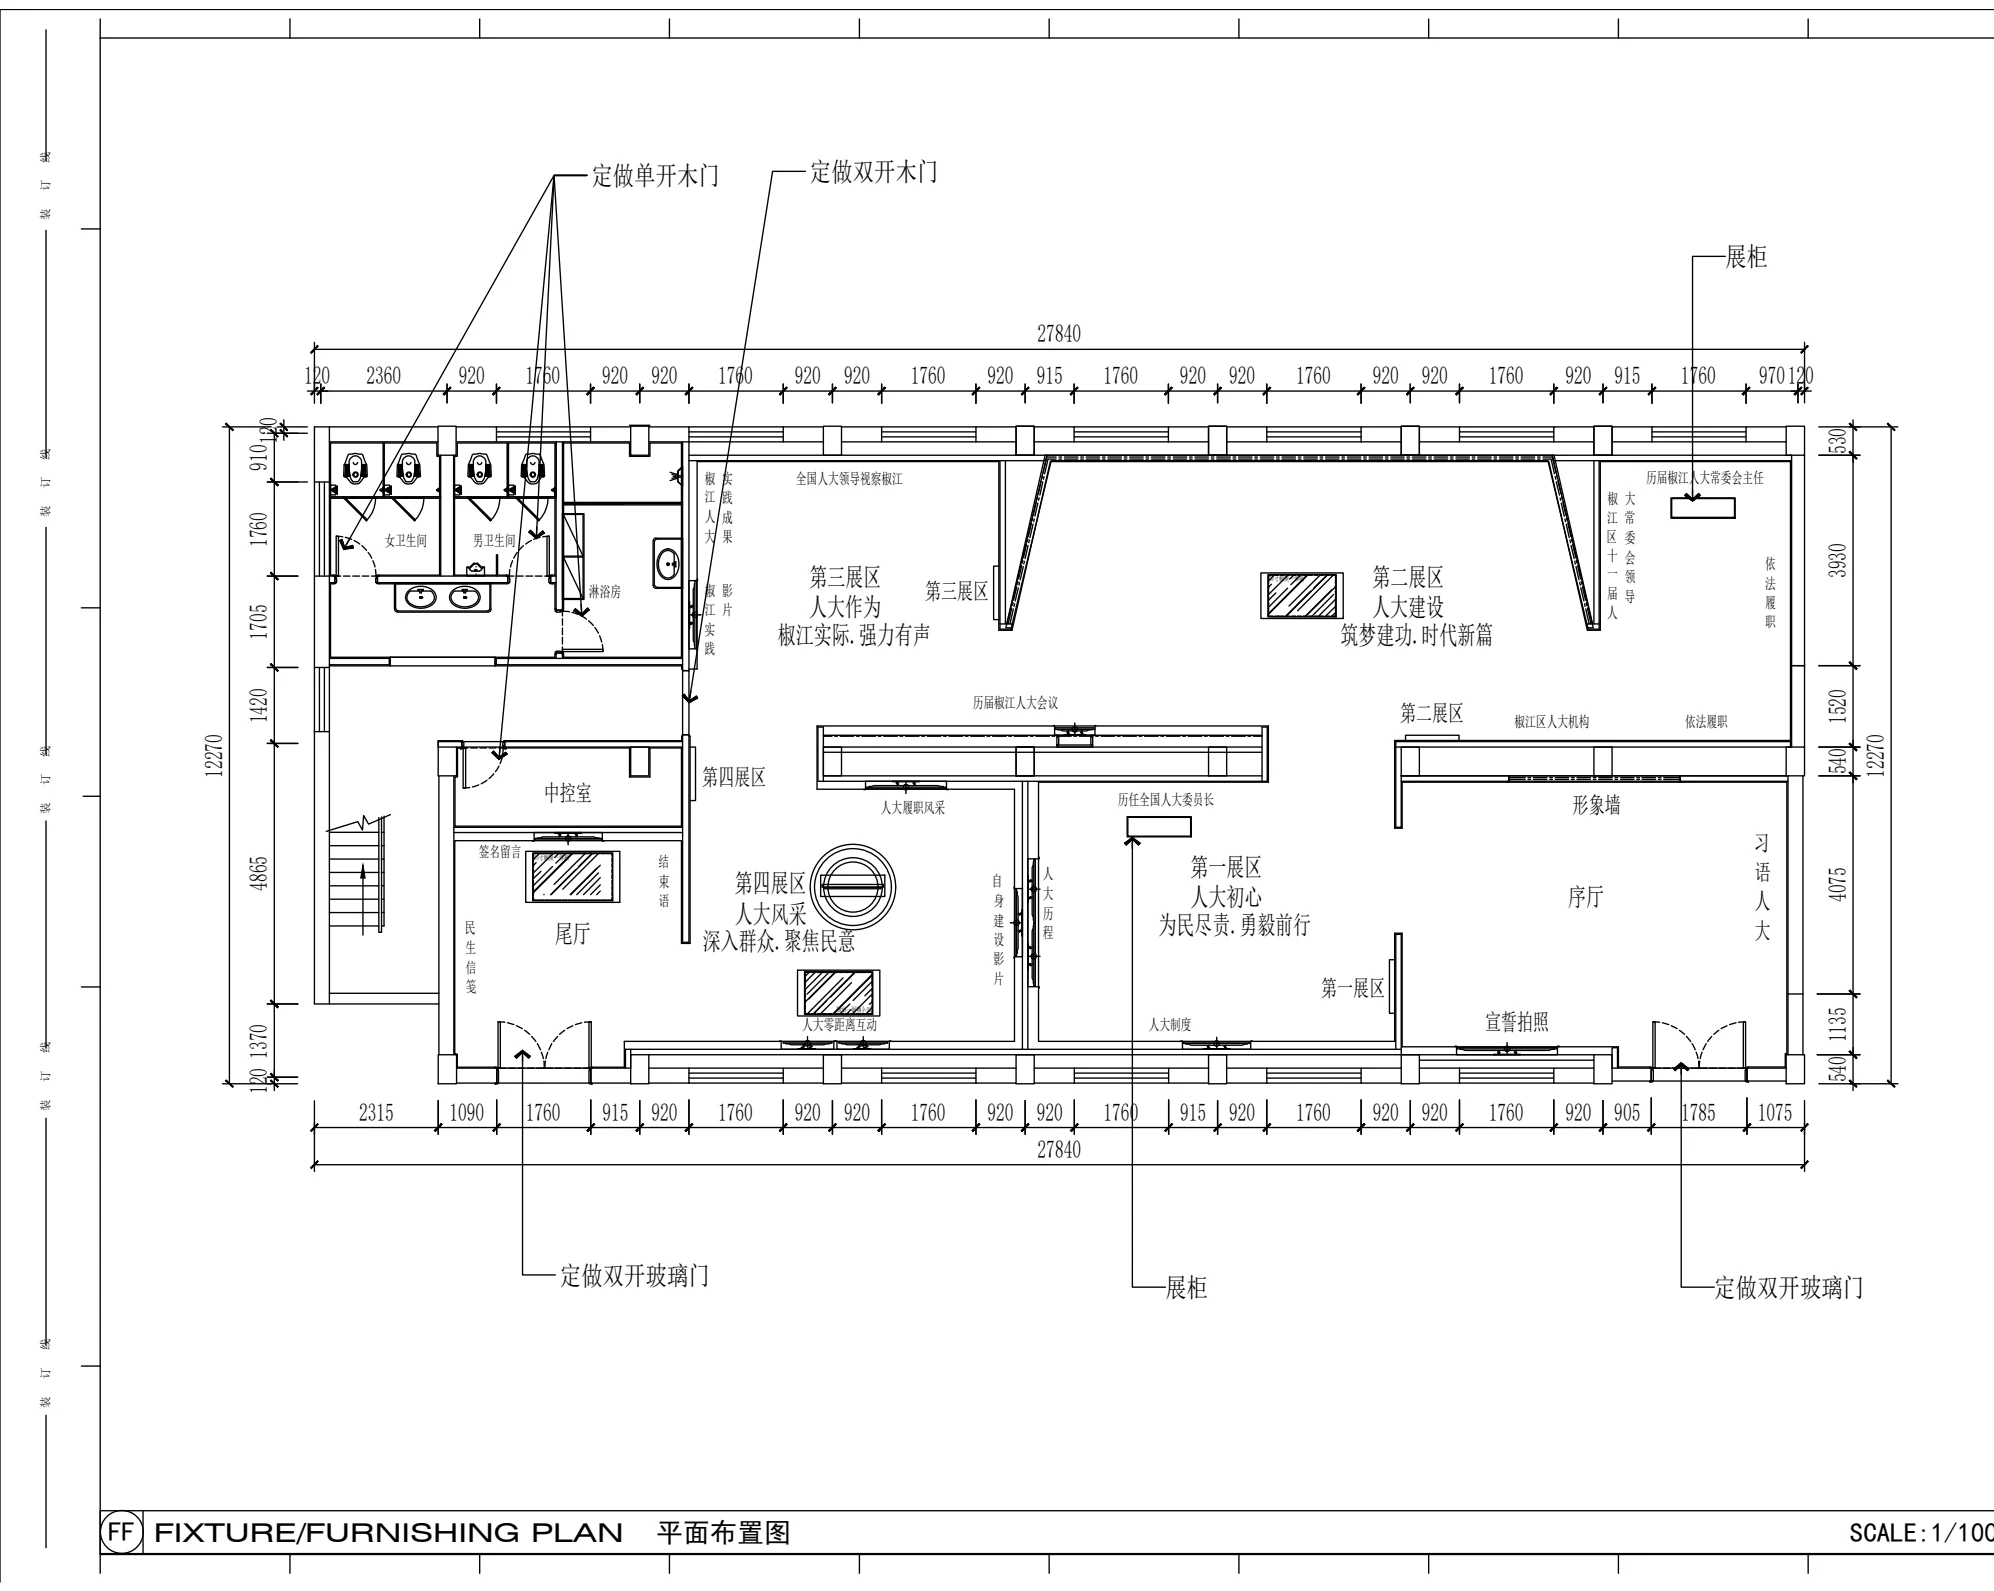 定做单开木门
定做双开木门
展柜
27840
120 2360 920 1760 920 920 1760 920 920 1760 920 915 1760 920 920 1760 920 920 1760 920 915 1760 970 120
12270
120
910
1760
1705
1420
4865
1370
120
530
3930
1520
540
4075
1135
540
12270
女卫生间
男卫生间
淋浴房
椒江人大
实践成果
椒江实践
影片
全国人大领导视察椒江
第三展区
人大作为
椒江实际.强力有声
第三展区
第二展区
人大建设
筑梦建功.时代新篇
历届椒江人大常委会主任
椒江区十一届人
大常委会领导
依法履职
历届椒江人大会议
第二展区
椒江区人大机构
依法履职
中控室
第四展区
人大履职风采
历任全国人大委员长
形象墙
签名留言
结束语
民生信笺
尾厅
第四展区
人大风采
深入群众.聚焦民意
自身建设影片
人大历程
第一展区
人大初心
为民尽责.勇毅前行
第一展区
序厅
习语人大
人大零距离互动
人大制度
宣誓拍照
2315 1090 1760 915 920 1760 920 920 1760 920 920 1760 915 920 1760 920 920 1760 920 905 1785 1075
27840
定做双开玻璃门
展柜
定做双开玻璃门
装订线
装订线
装订线
装订线
装订线
FF FIXTURE/FURNISHING PLAN 平面布置图
SCALE:1/100